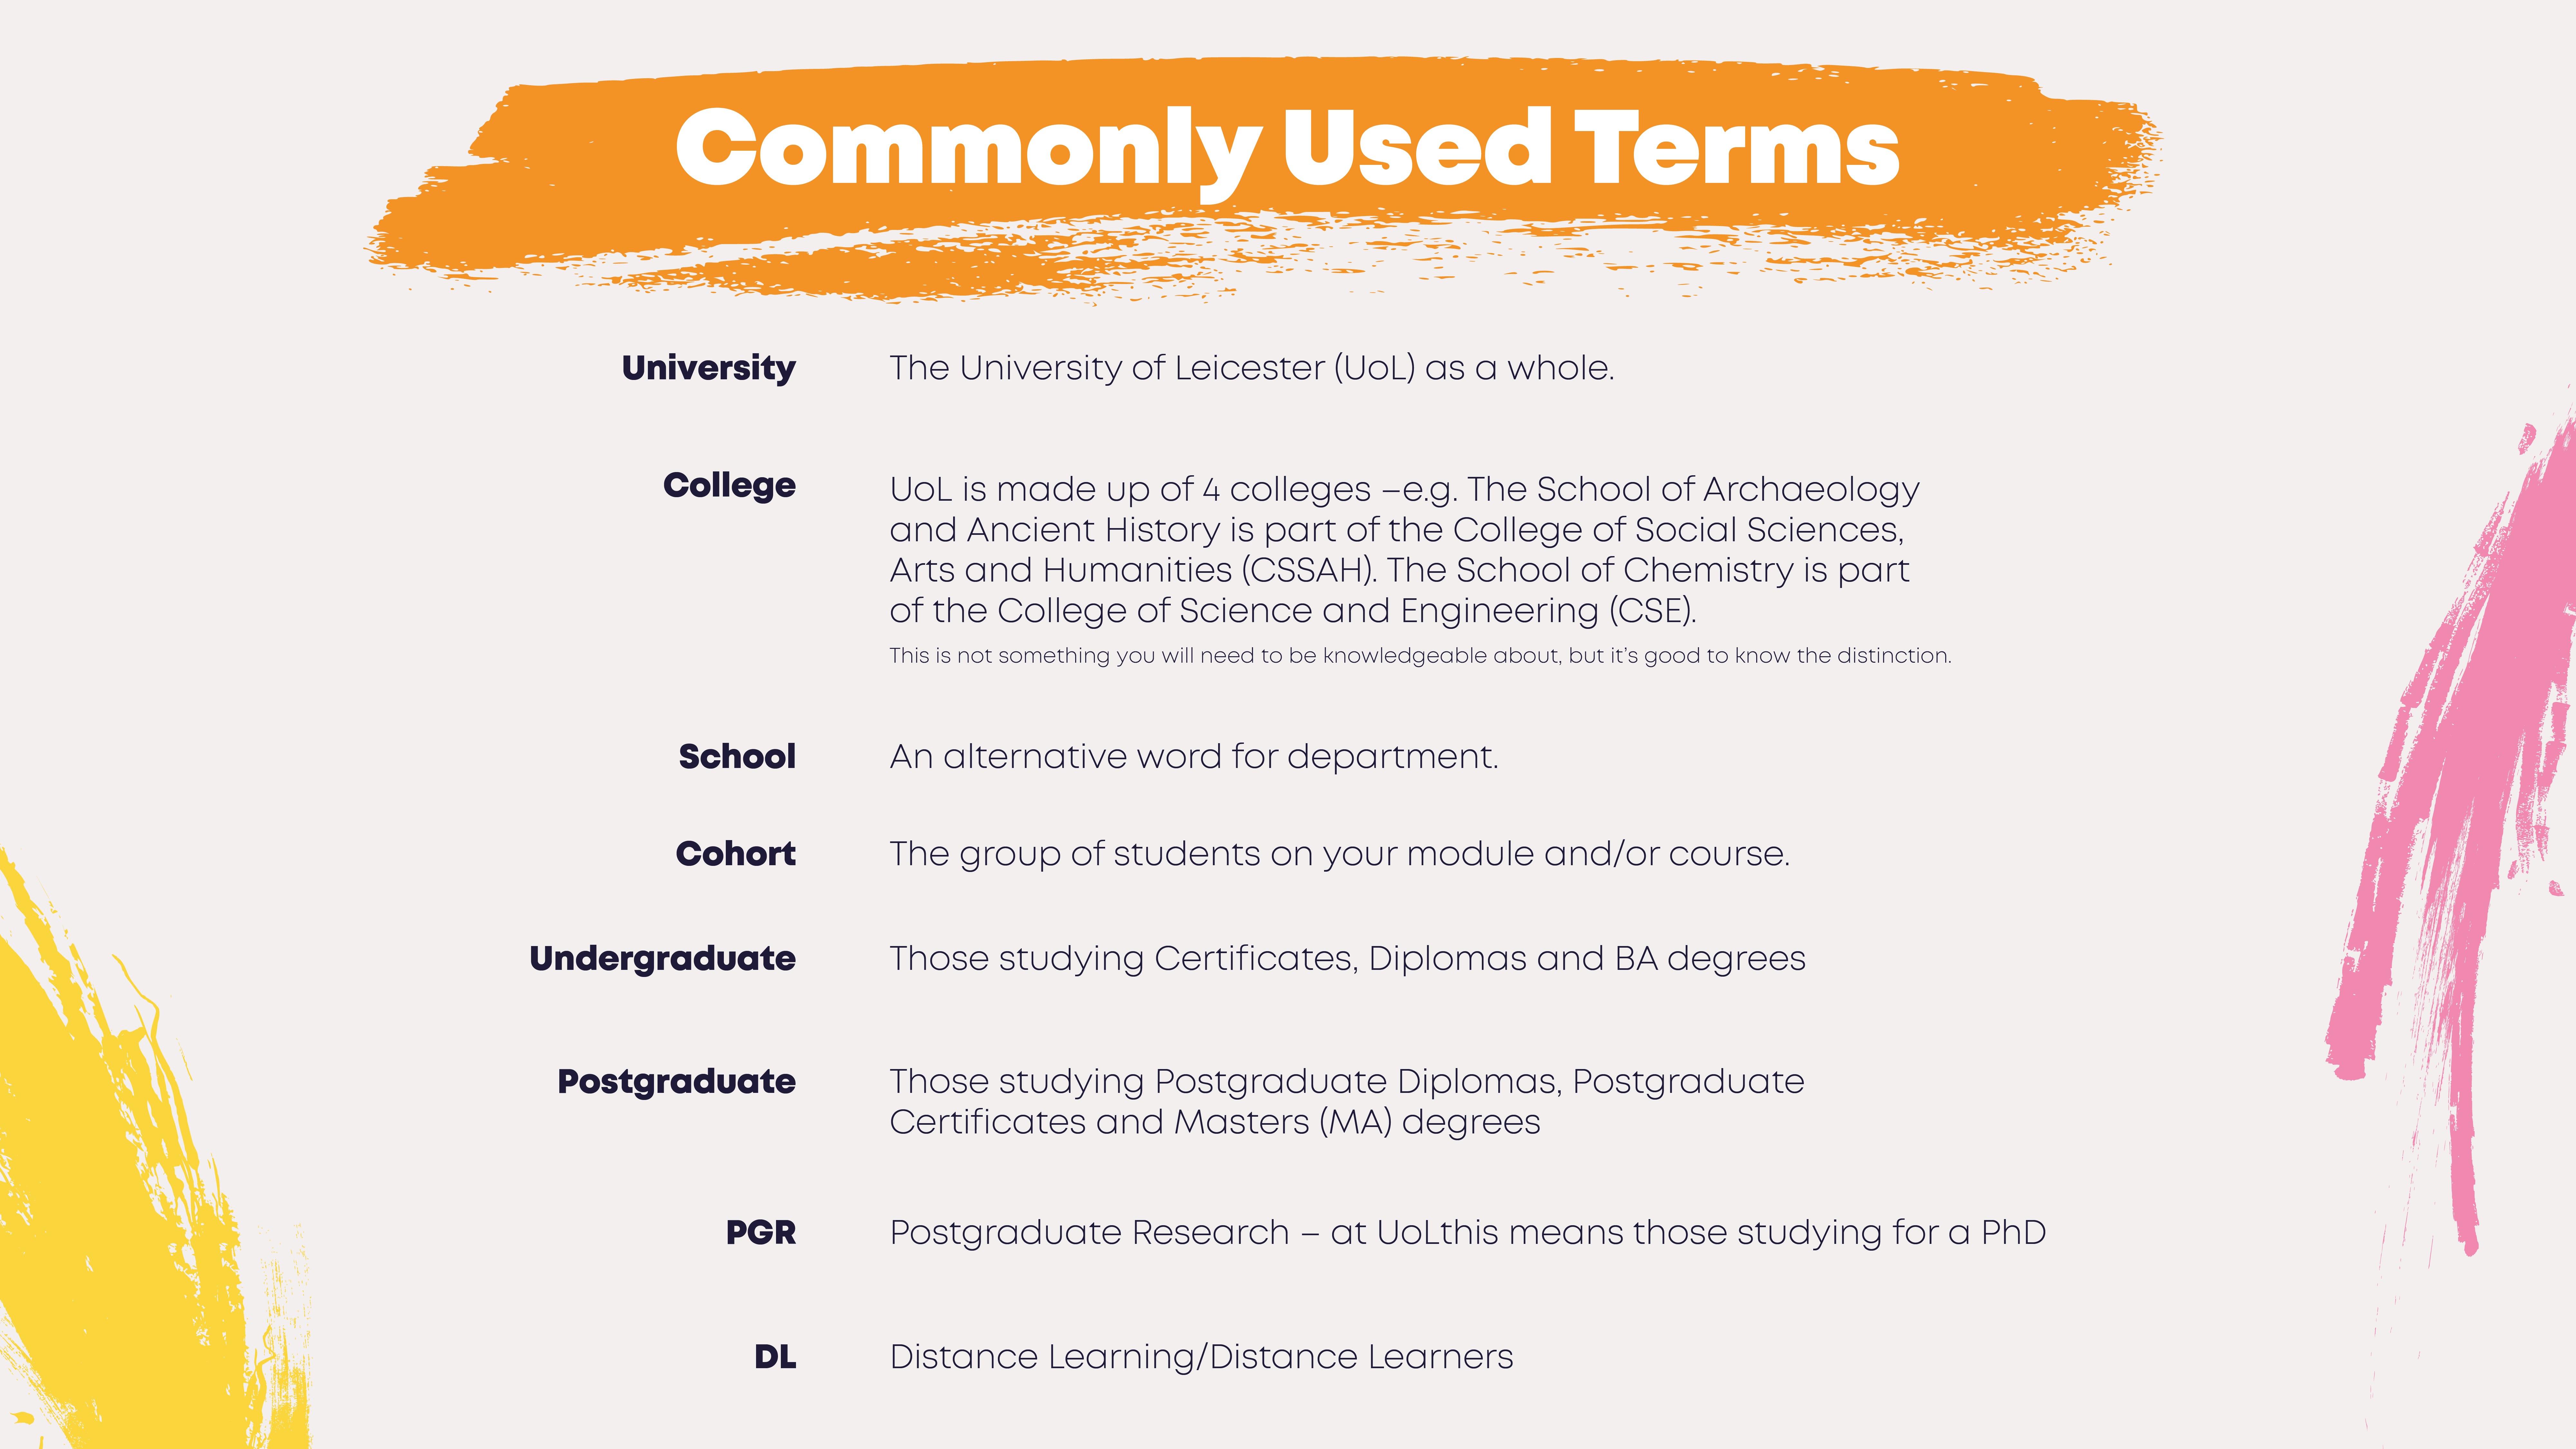 Commonly Used Terms
University The University of Leicester (UoL) as a whole.
College UoL is made up of 4 colleges –e.g. The School of Archaeology
and Ancient History is part of the College of Social Sciences,
Arts and Humanities (CSSAH). The School of Chemistry is part
of the College of Science and Engineering (CSE).
This is not something you will need to be knowledgeable about, but it’s good to know the distinction.
School An alternative word for department.
Cohort The group of students on your module and/or course.
Undergraduate Those studying Certificates, Diplomas and BA degrees
Postgraduate Those studying Postgraduate Diplomas, Postgraduate
Certificates and Masters (MA) degrees
PGR Postgraduate Research – at UoLthis means those studying for a PhD
DL Distance Learning/Distance Learners